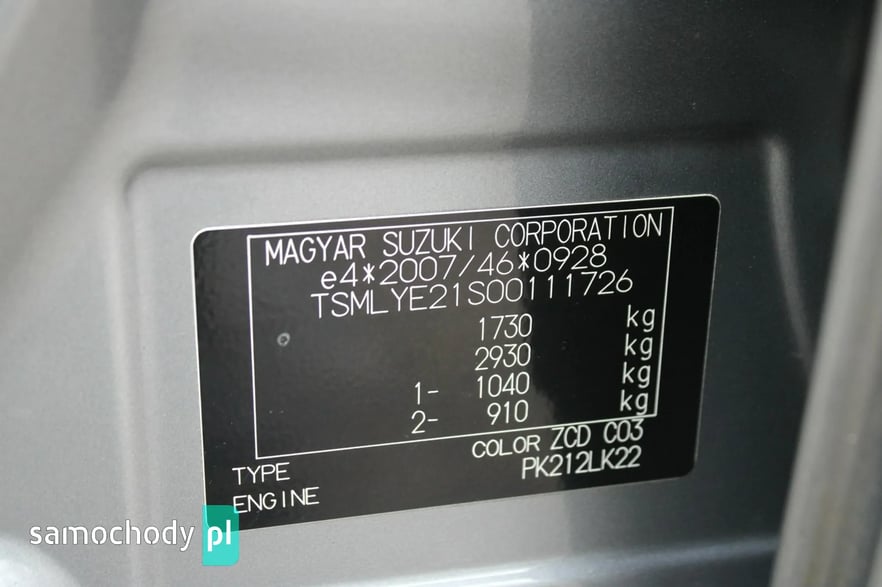 MAGYAR SUZUKI CORPORATION
e4*2007/46*0928
TSMLYE21S00111726
1730 kg
2930 kg
1- 1040 kg
2- 910 kg
COLOR ZCD C03
TYPE PK212LK22
ENGINE
samochody pl